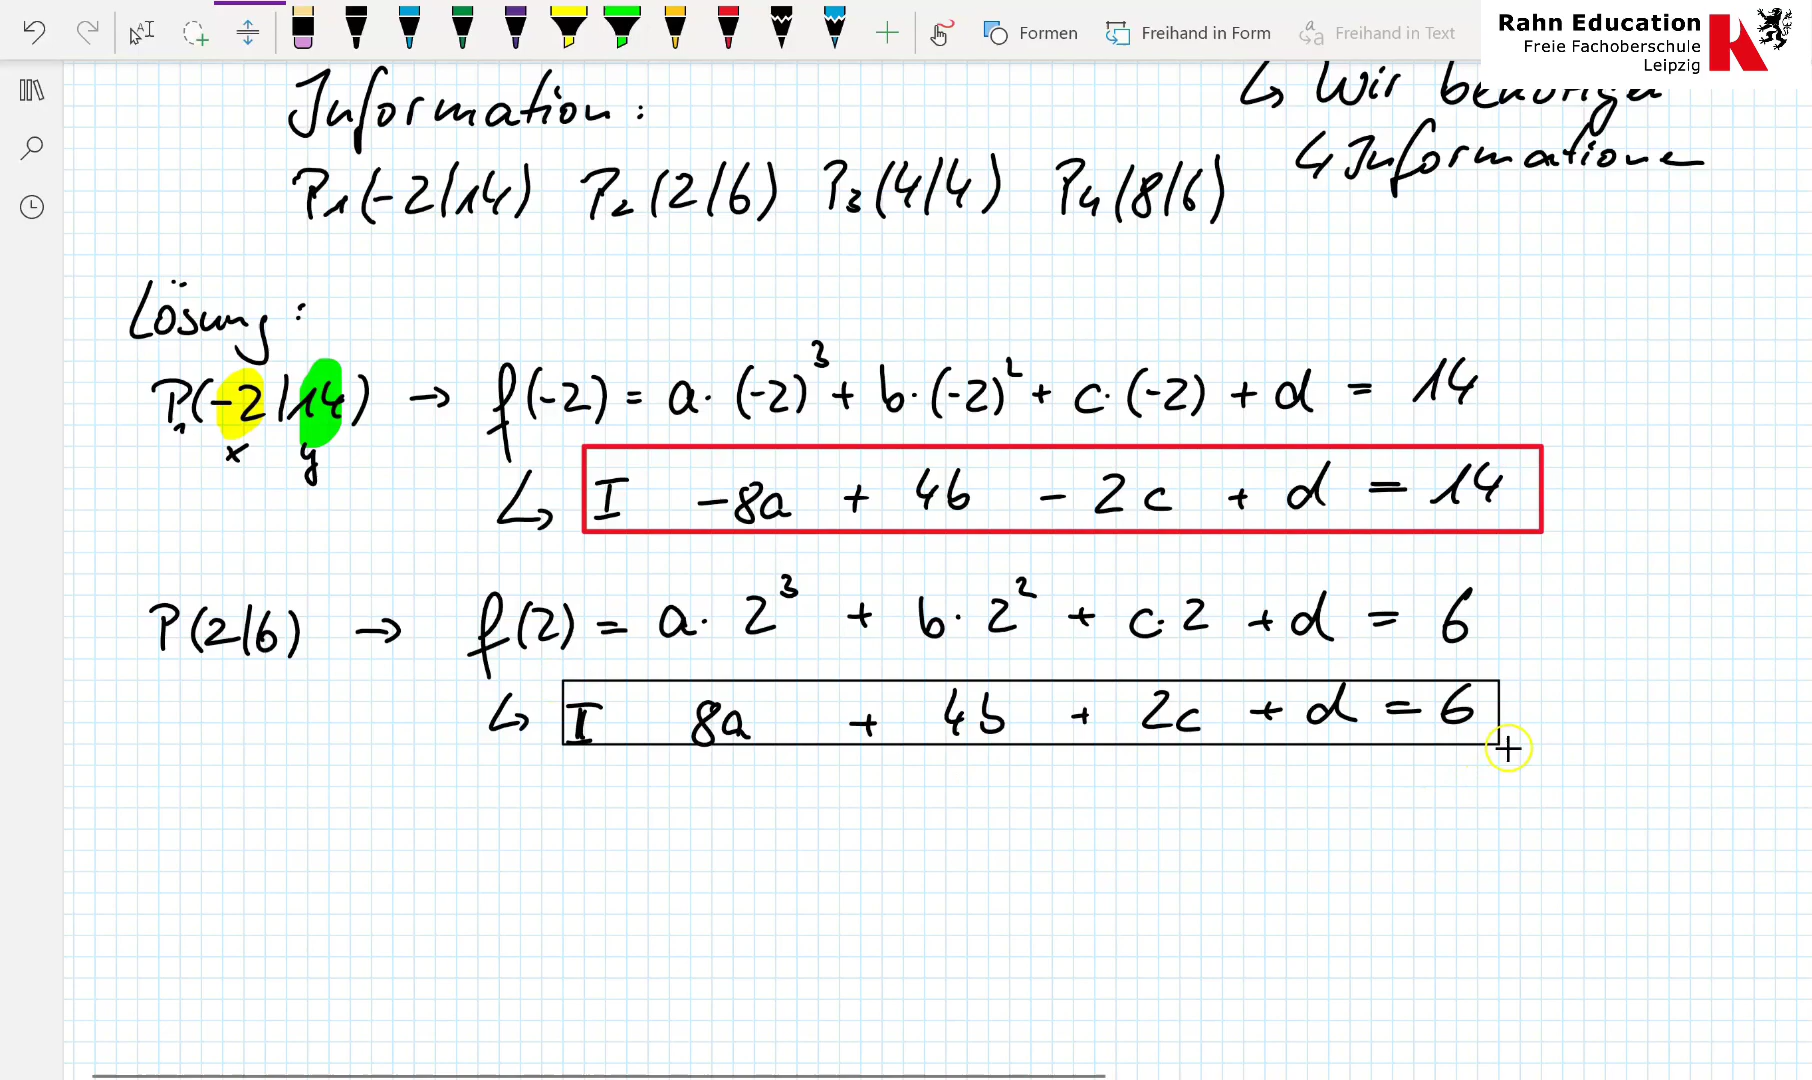 Formen Freihand in Form Freihand in Text
Rahn Education
Freie Fachoberschule
Leipzig
Information:
↳ Wir benötigen
4 Informationen
P₁(-2/14) P₂(2/6) P₃(4/4) P₄(8/6)
Lösung:
P₁(-2|14) → f(-2) = a·(-2)³ + b·(-2)² + c·(-2) + d = 14
x y
↳ I -8a + 4b - 2c + d = 14
P(2/6) → f(2) = a·2³ + b·2² + c·2 + d = 6
↳ II 8a + 4b + 2c + d = 6